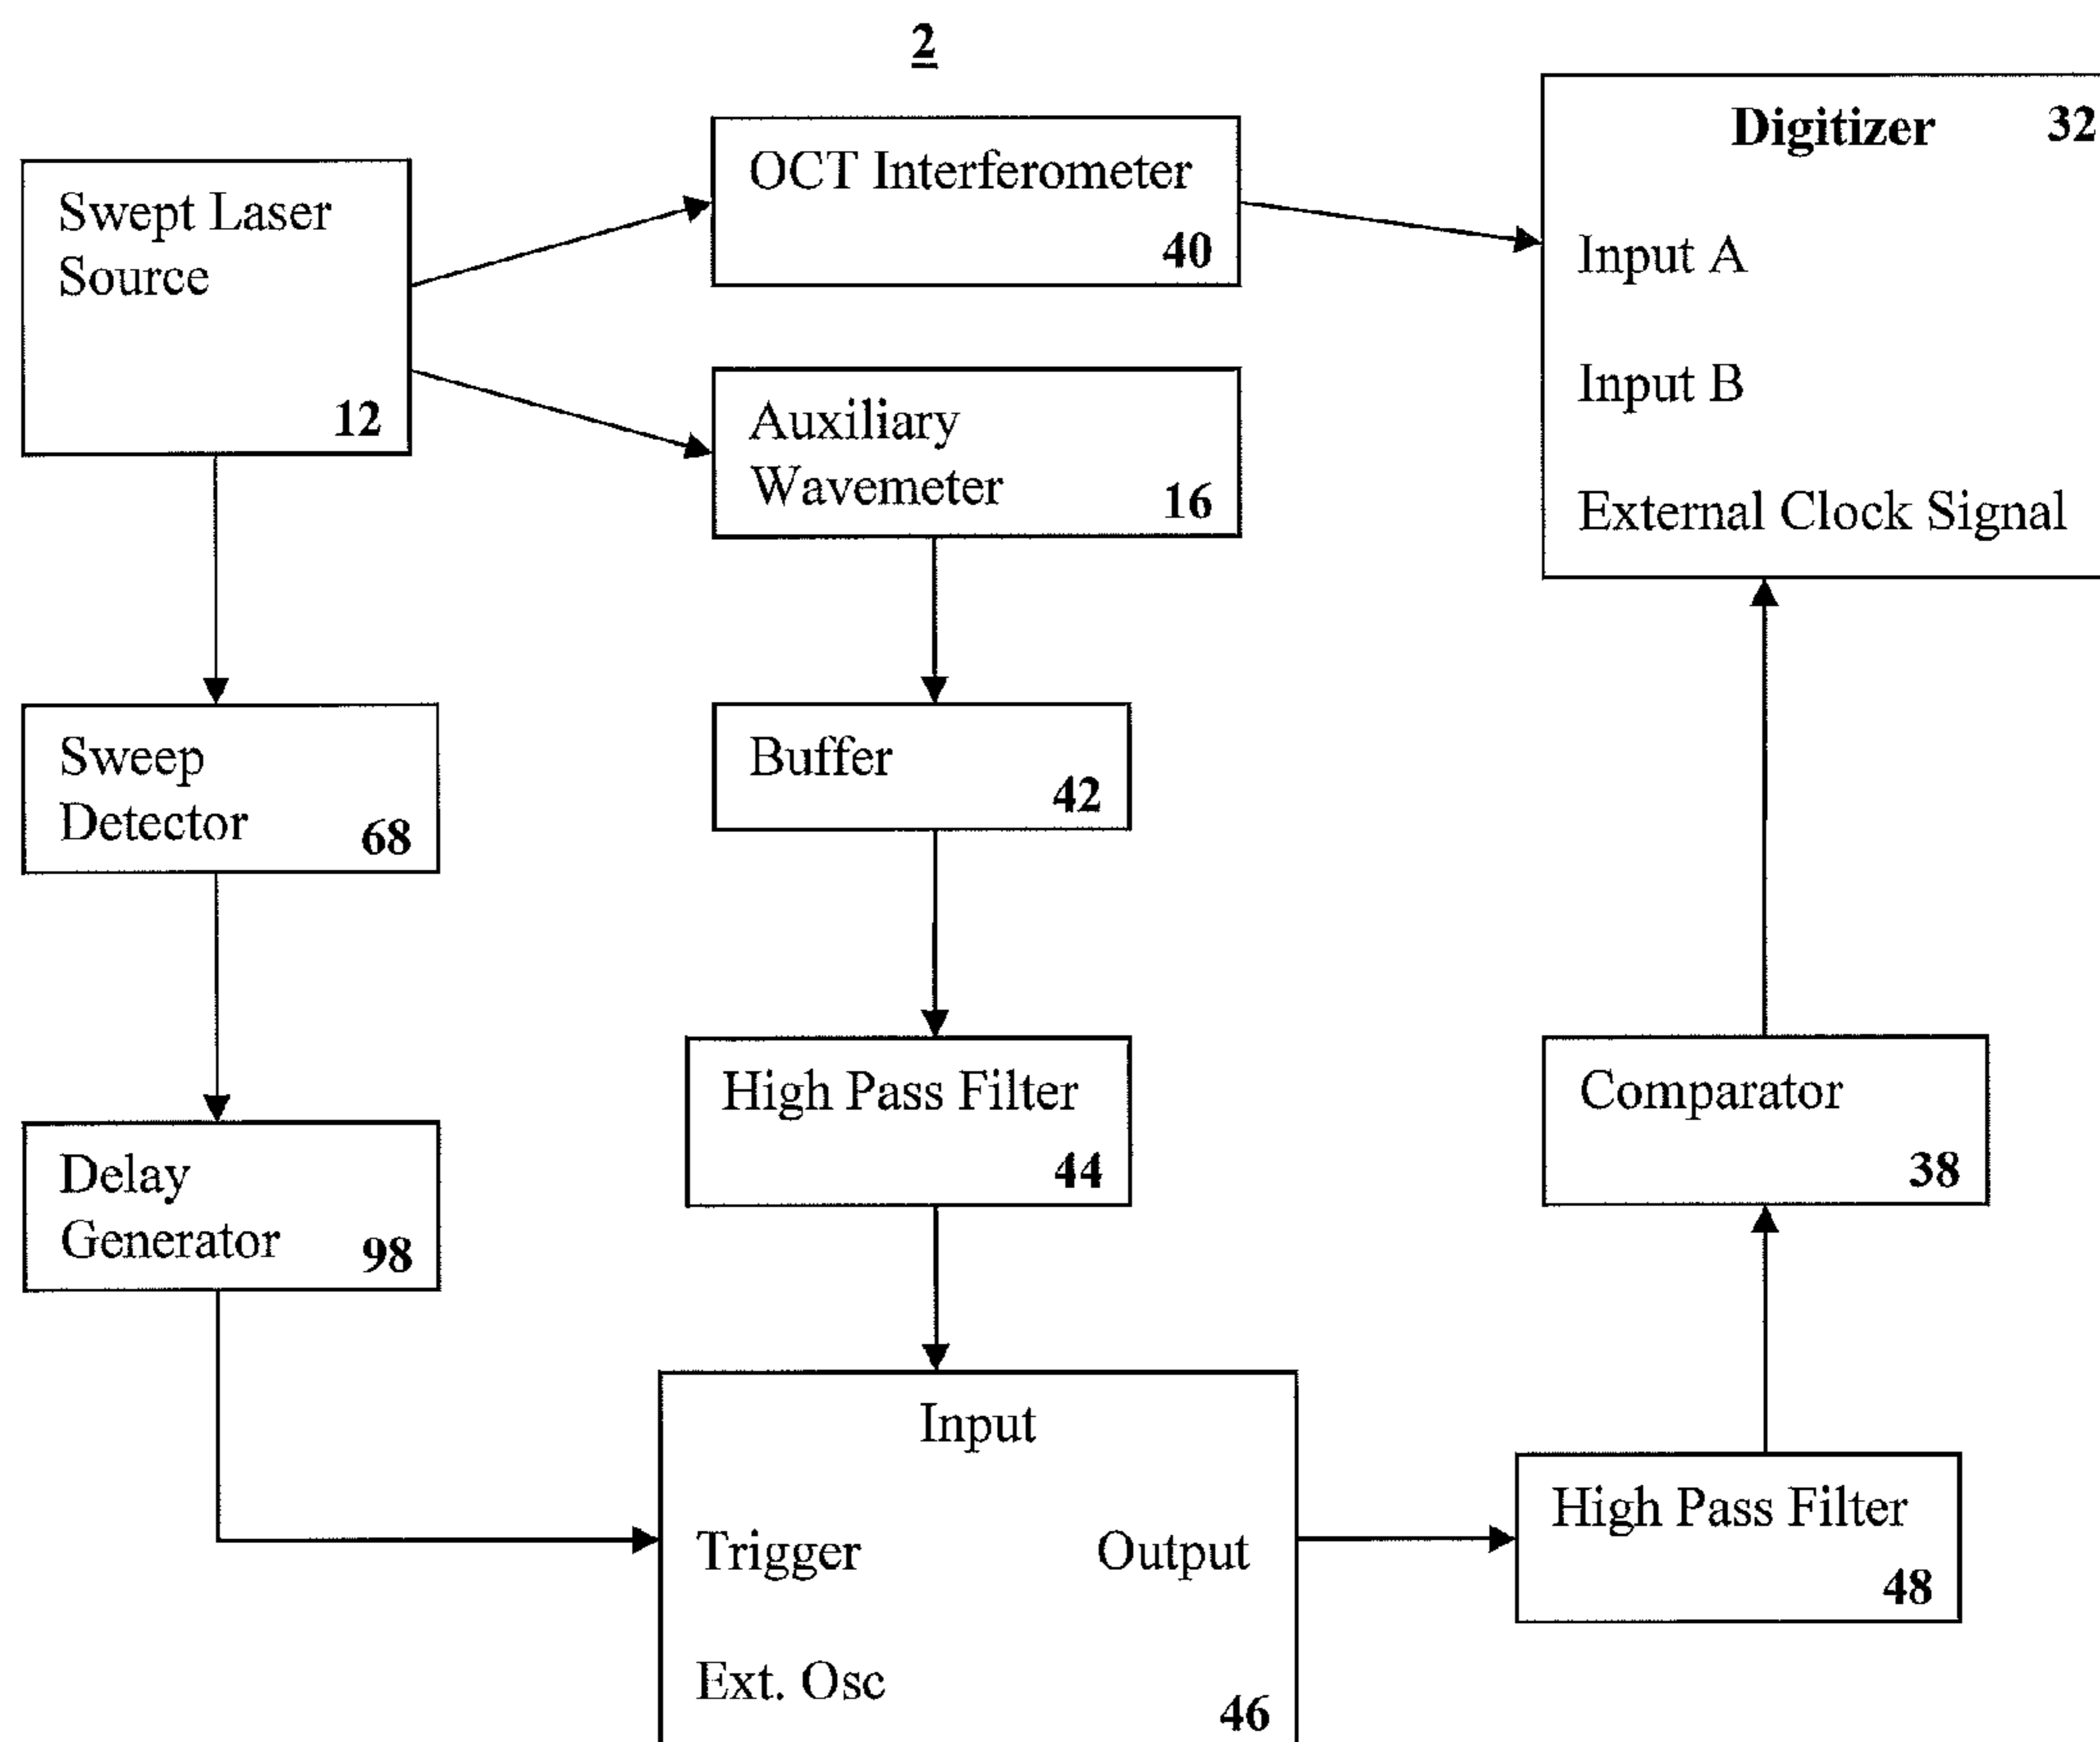 2
Swept Laser
Source
12
OCT Interferometer
40
Digitizer 32
Input A
Input B
External Clock Signal
Auxiliary
Wavemeter
16
Sweep
Detector
68
Buffer
42
High Pass Filter
44
Comparator
38
Delay
Generator
98
Input
Trigger
Output
Ext. Osc
46
High Pass Filter
48